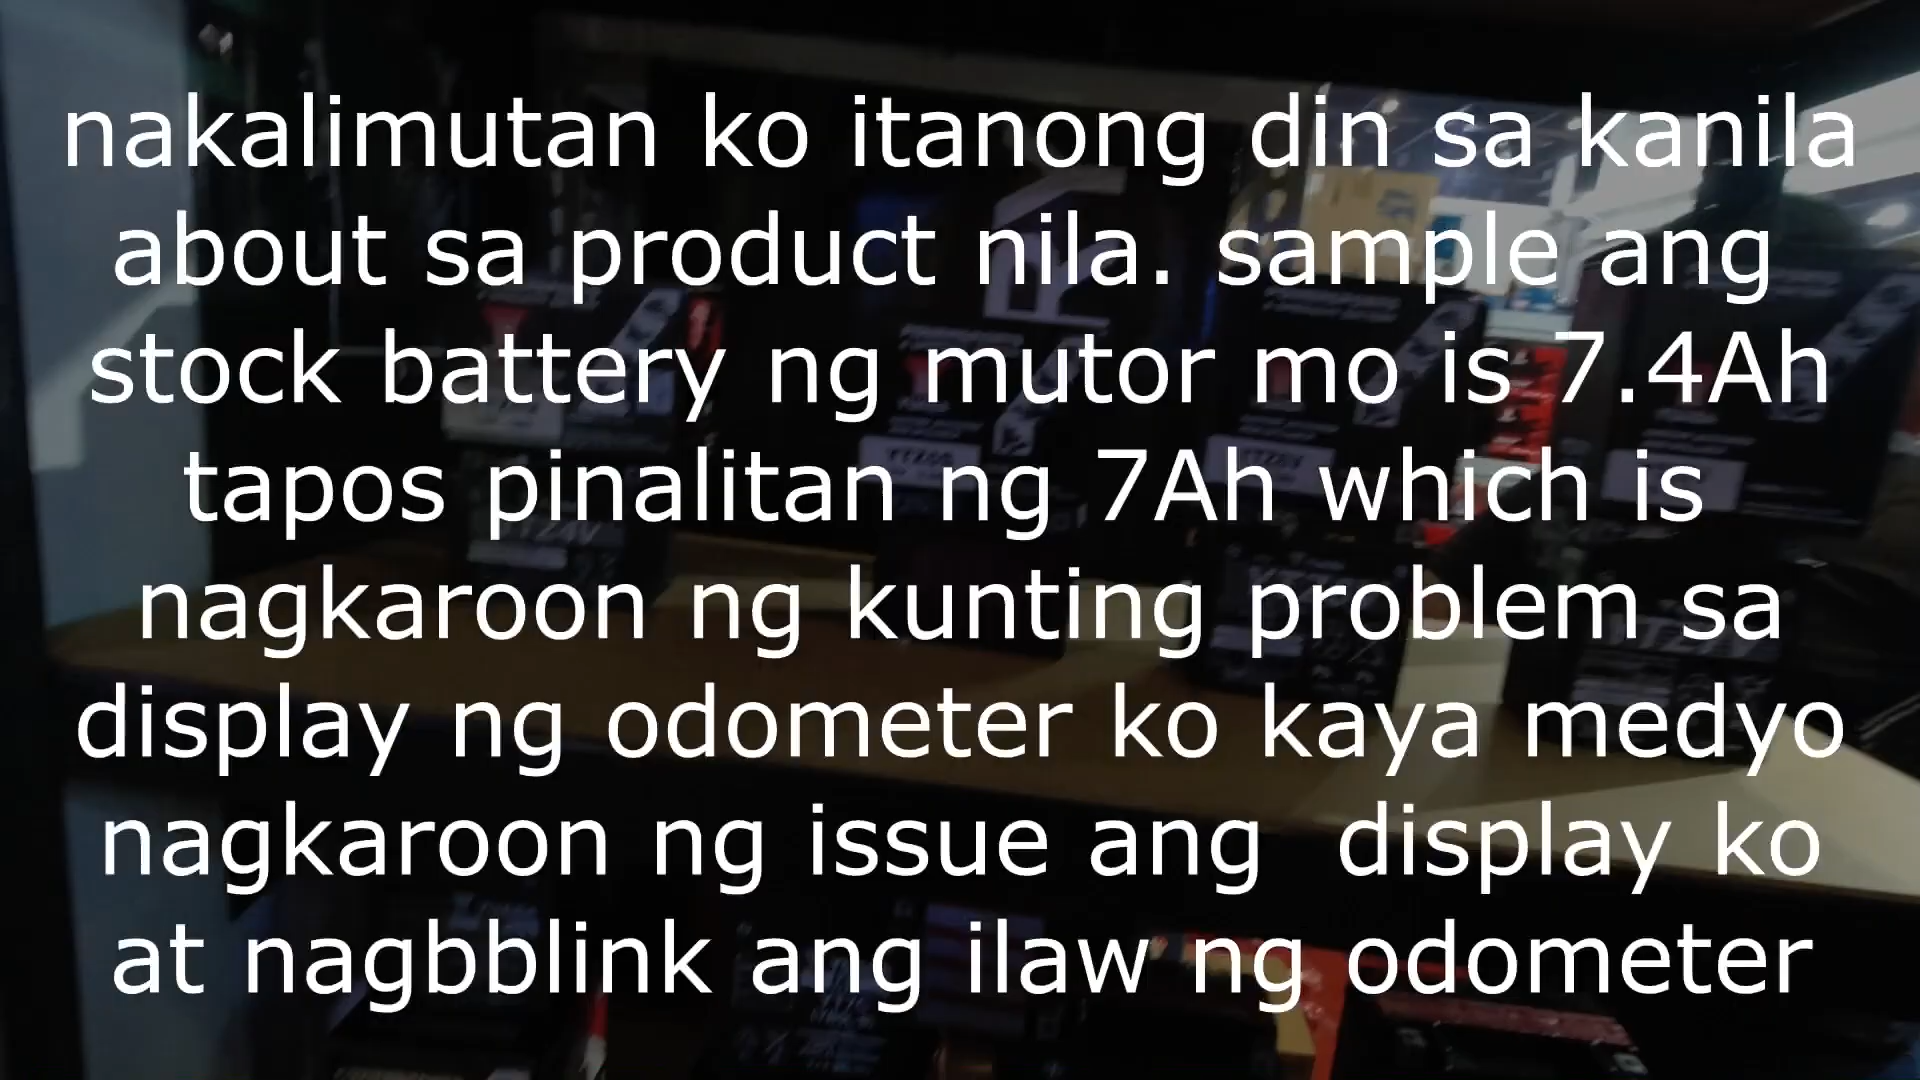 nakalimutan ko itanong din sa kanila
about sa product nila. sample ang
stock battery ng mutor mo is 7.4Ah
tapos pinalitan ng 7Ah which is
nagkaroon ng kunting problem sa
display ng odometer ko kaya medyo
nagkaroon ng issue ang  display ko
at nagbblink ang ilaw ng odometer